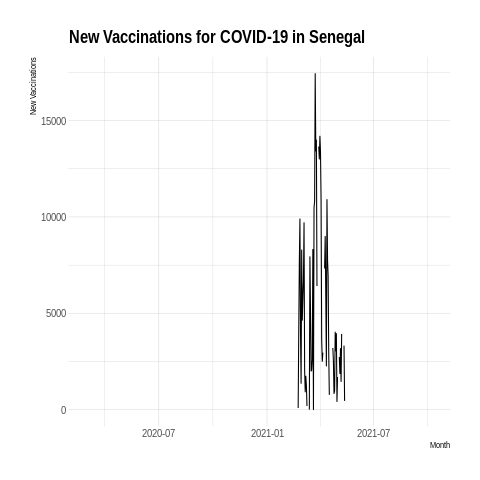 New Vaccinations for COVID-19 in Senegal
New Vaccinations
15000
10000
5000
0
2020-07 2021-01 2021-07
Month